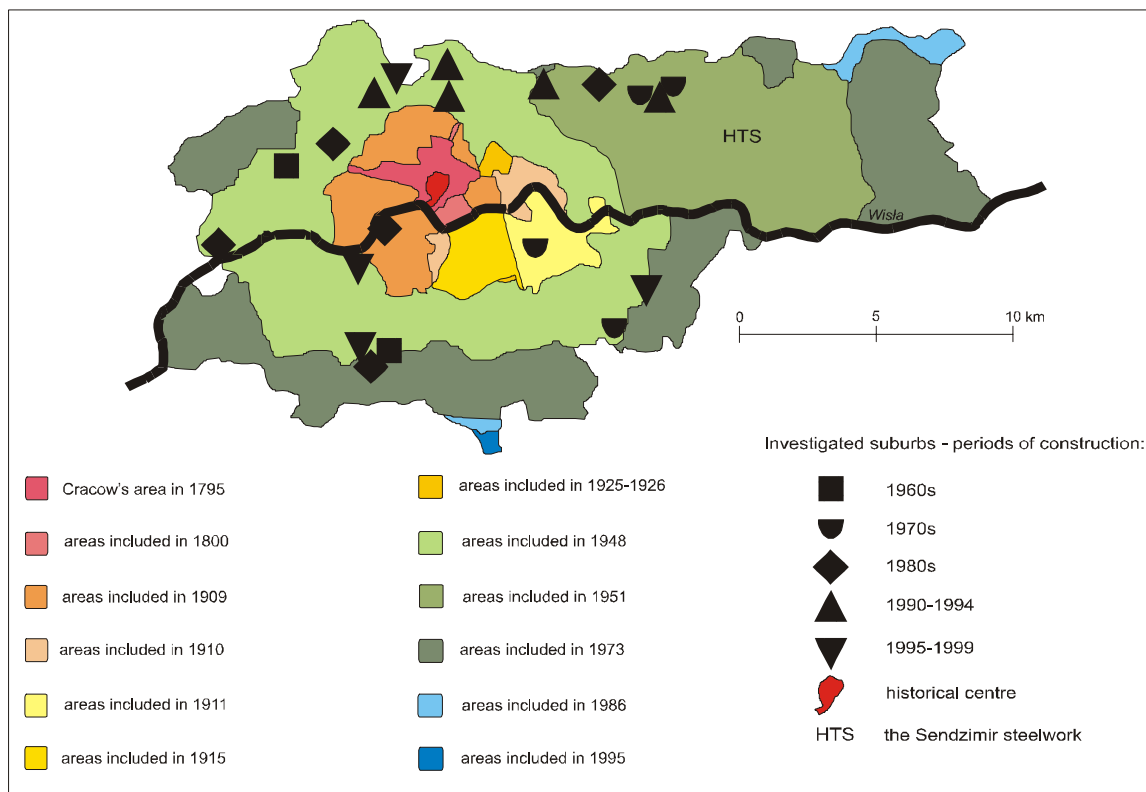 HTS
Wisła
0 5 10 km
Investigated suburbs - periods of construction:
Cracow's area in 1795
areas included in 1800
areas included in 1909
areas included in 1910
areas included in 1911
areas included in 1915
areas included in 1925-1926
areas included in 1948
areas included in 1951
areas included in 1973
areas included in 1986
areas included in 1995
1960s
1970s
1980s
1990-1994
1995-1999
historical centre
HTS the Sendzimir steelwork